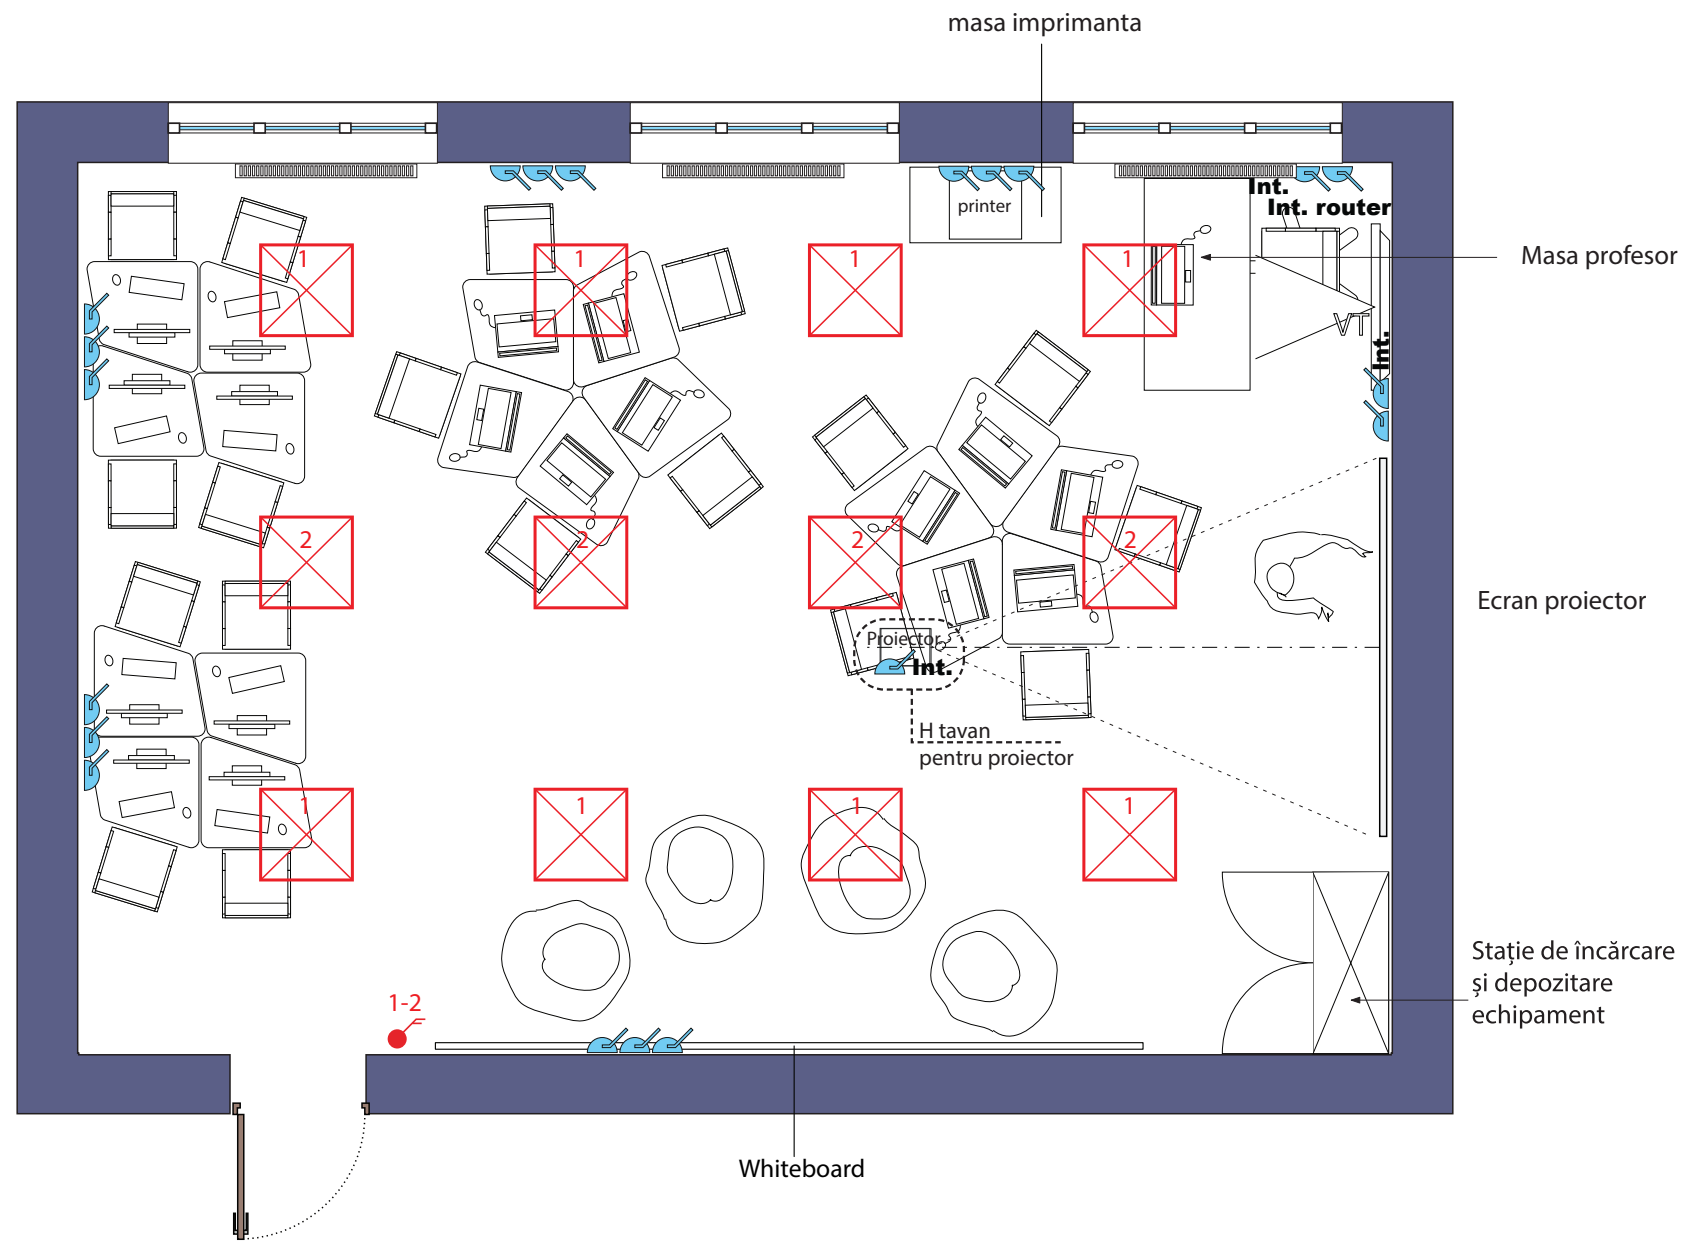 masa imprimanta
printer
Int.
Int. router
Masa profesor
VT
Int.
1
1
1
1
2
2
2
2
Ecran proiector
Proiector
Int.
H tavan
pentru proiector
1
1
1
1
Stație de încărcare
și depozitare
echipament
1-2
Whiteboard